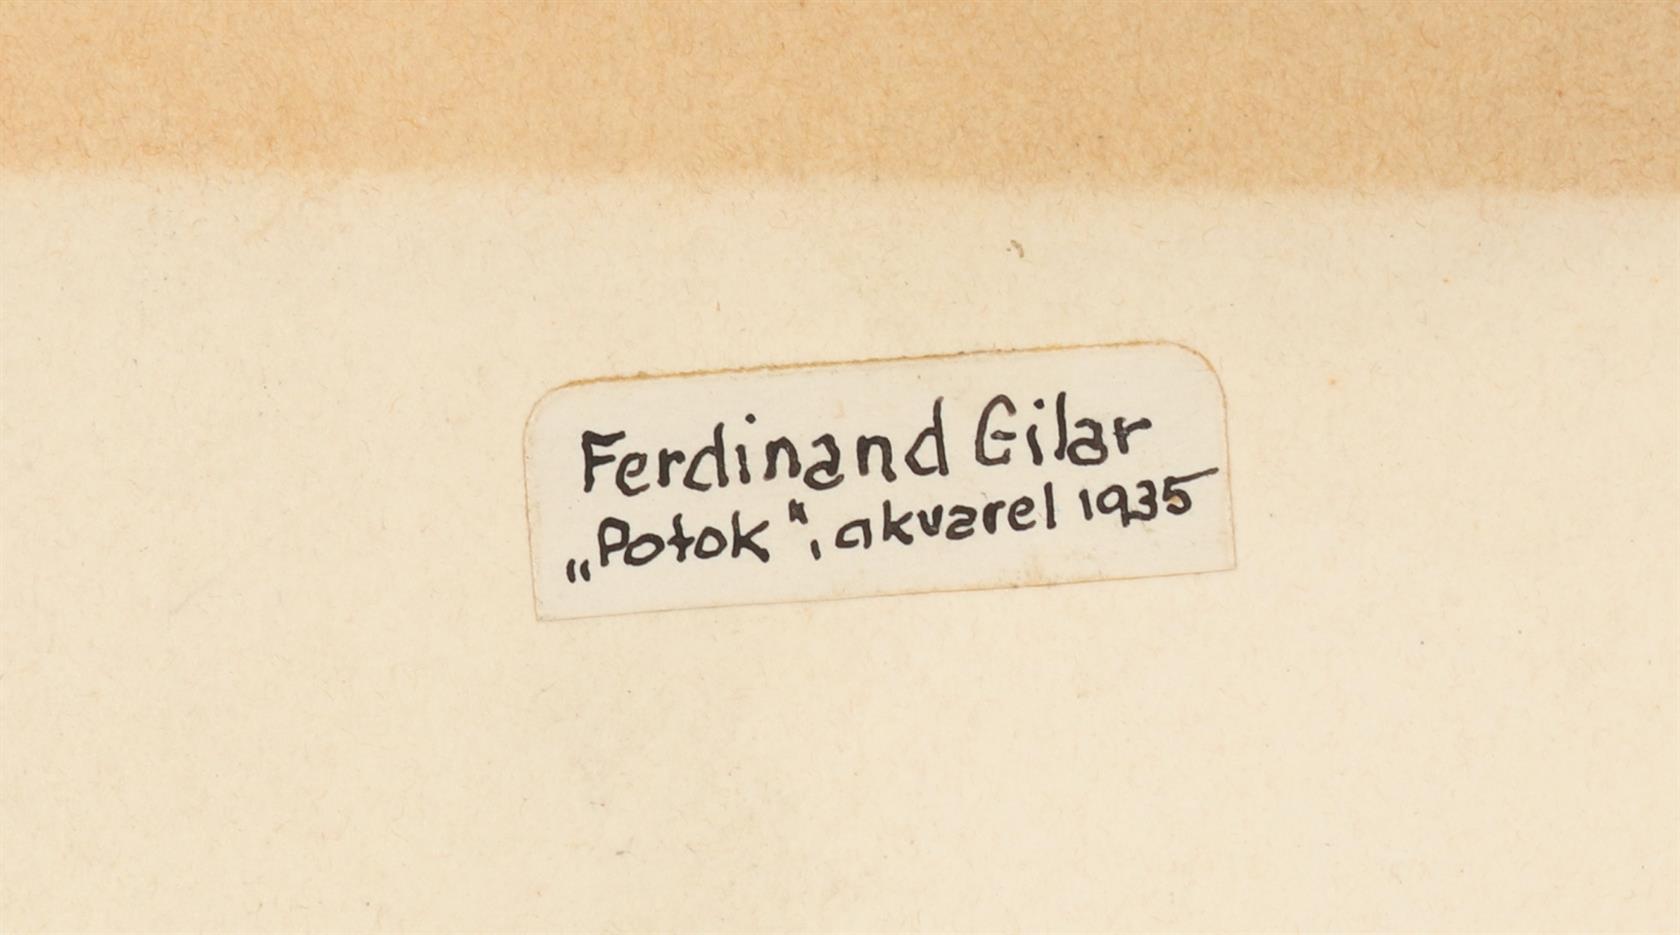 Ferdinand Gilar
„Potok“, akvarel 1935